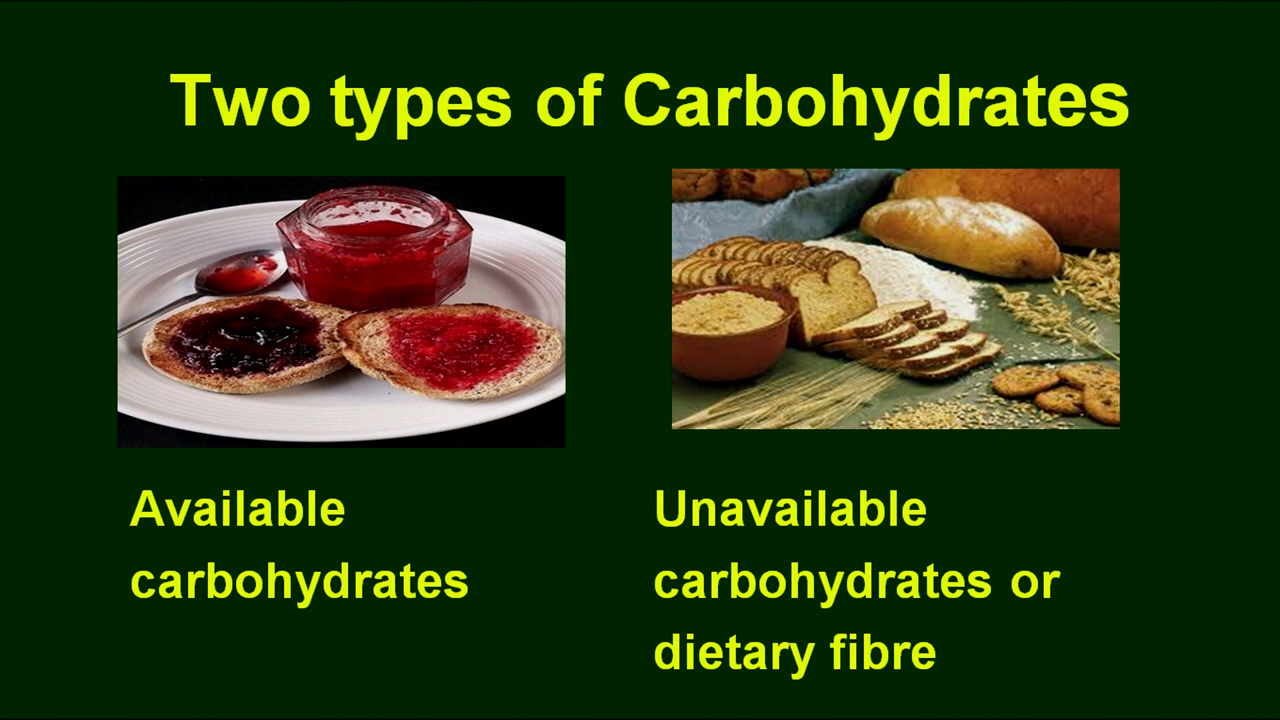 Two types of Carbohydrates
Available
carbohydrates
Unavailable
carbohydrates or
dietary fibre